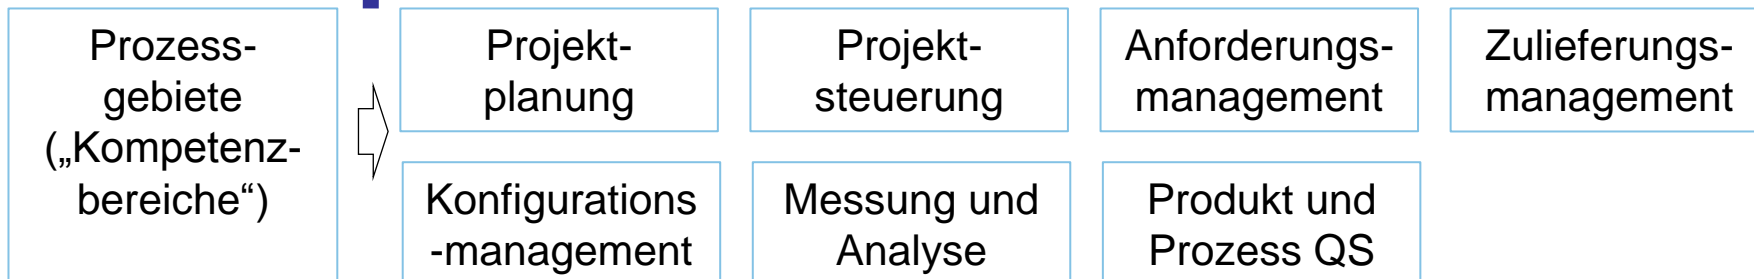 Prozess-
gebiete
(„Kompetenz-
bereiche“)
Projekt-
planung
Projekt-
steuerung
Anforderungs-
management
Zulieferungs-
management
Konfigurations
-management
Messung und
Analyse
Produkt und
Prozess QS